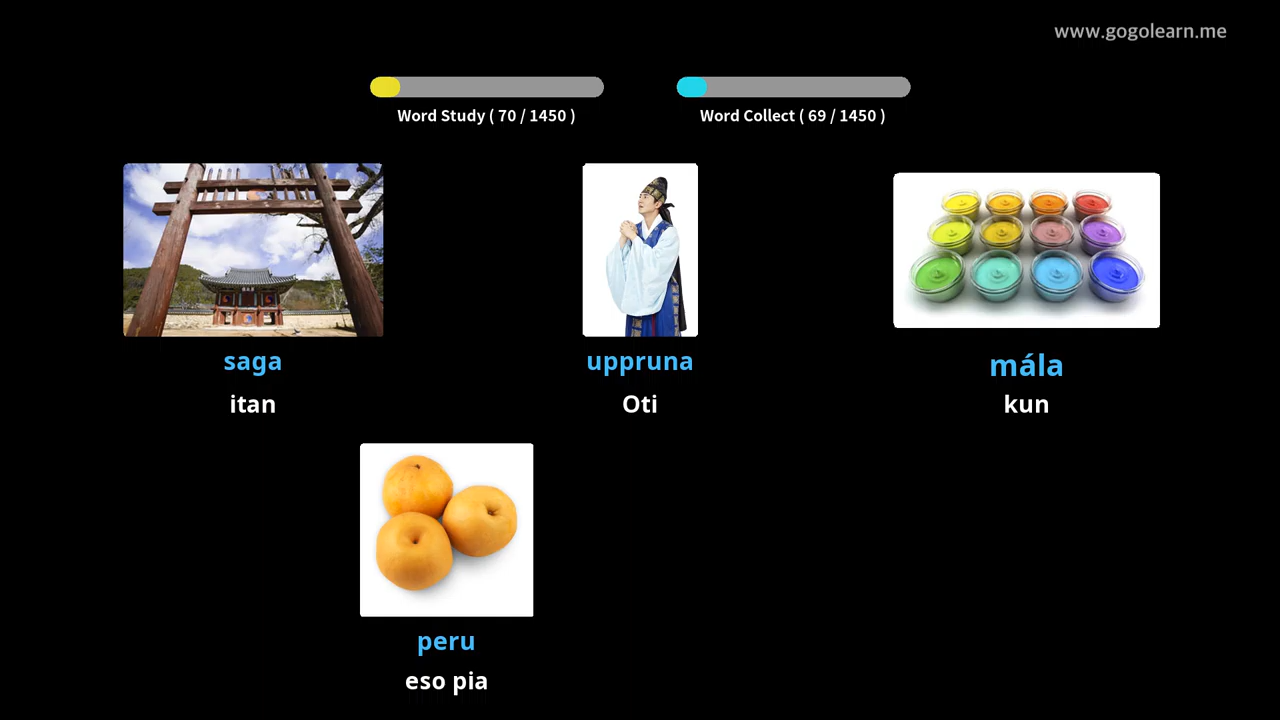 www.gogolearn.me
Word Study ( 70 / 1450 )
Word Collect ( 69 / 1450 )
saga
itan
uppruna
Oti
mála
kun
peru
eso pia